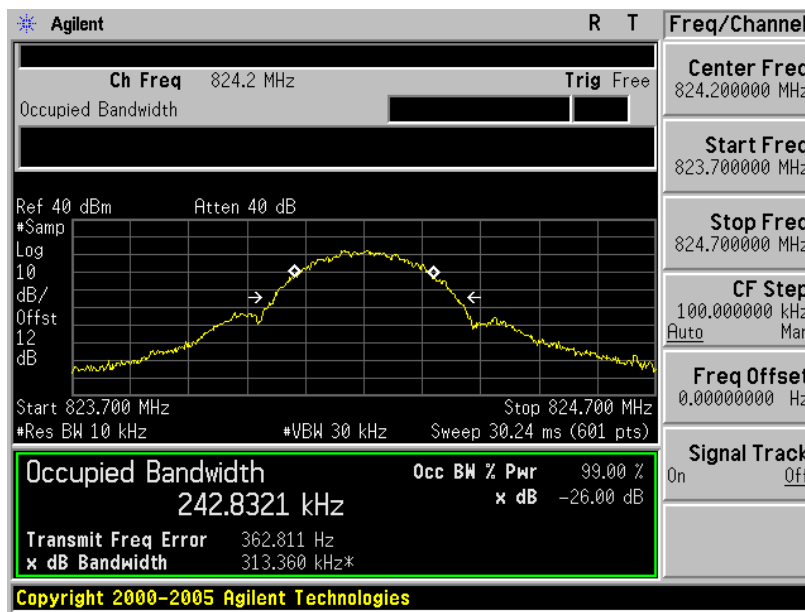 Agilent R T
Freq/Channel
Ch Freq 824.2 MHz Trig Free
Occupied Bandwidth
Center Freq
824.200000 MHz
Start Freq
823.700000 MHz
Stop Freq
824.700000 MHz
CF Step
100.000000 kHz
Auto Man
Freq Offset
0.00000000 Hz
Signal Track
On Off
Ref 40 dBm Atten 40 dB
#Samp
Log
10
dB/
Offst
12
dB
Start 823.700 MHz Stop 824.700 MHz
#Res BW 10 kHz #VBW 30 kHz Sweep 30.24 ms (601 pts)
Occupied Bandwidth
242.8321 kHz
Occ BW % Pwr 99.00 %
x dB -26.00 dB
Transmit Freq Error 362.811 Hz
x dB Bandwidth 313.360 kHz*
Copyright 2000-2005 Agilent Technologies